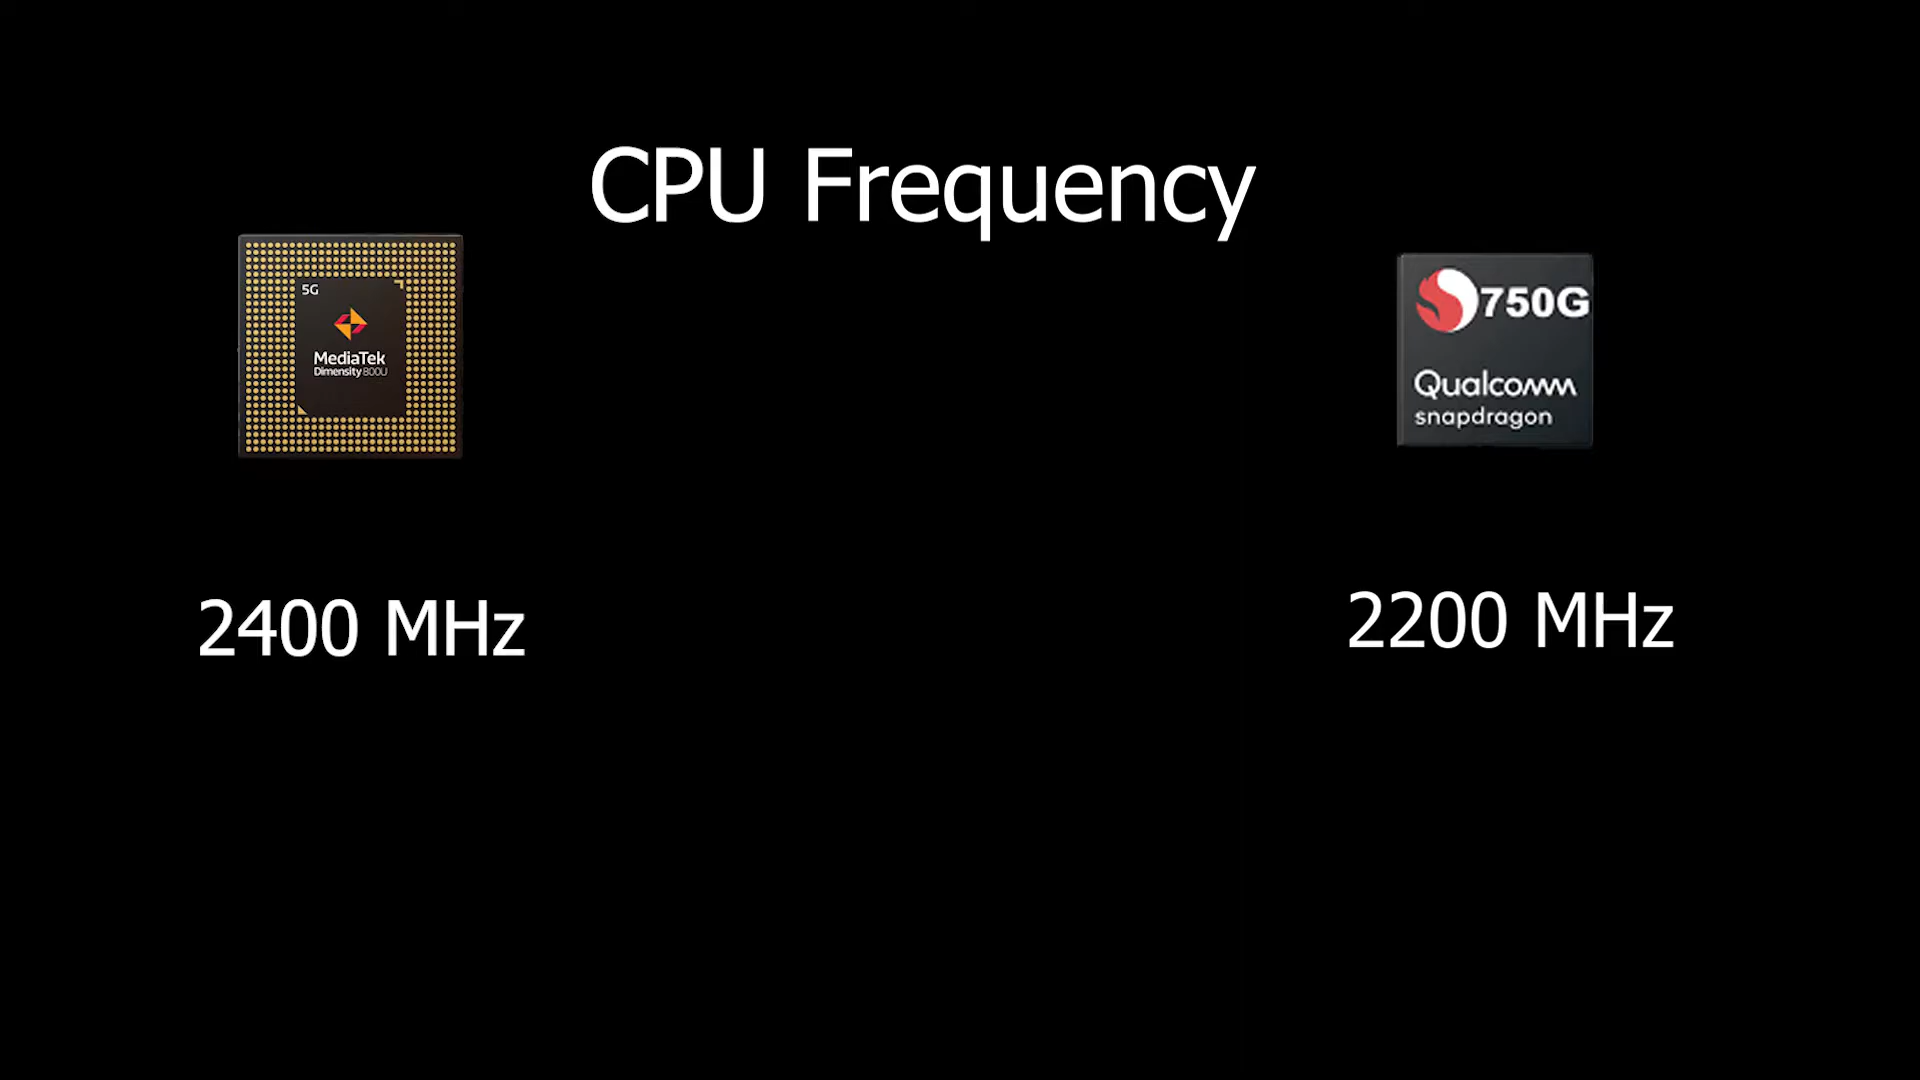 CPU Frequency
5G
MediaTek
Dimensity 800U
750G
Qualcomm
snapdragon
2400 MHz
2200 MHz